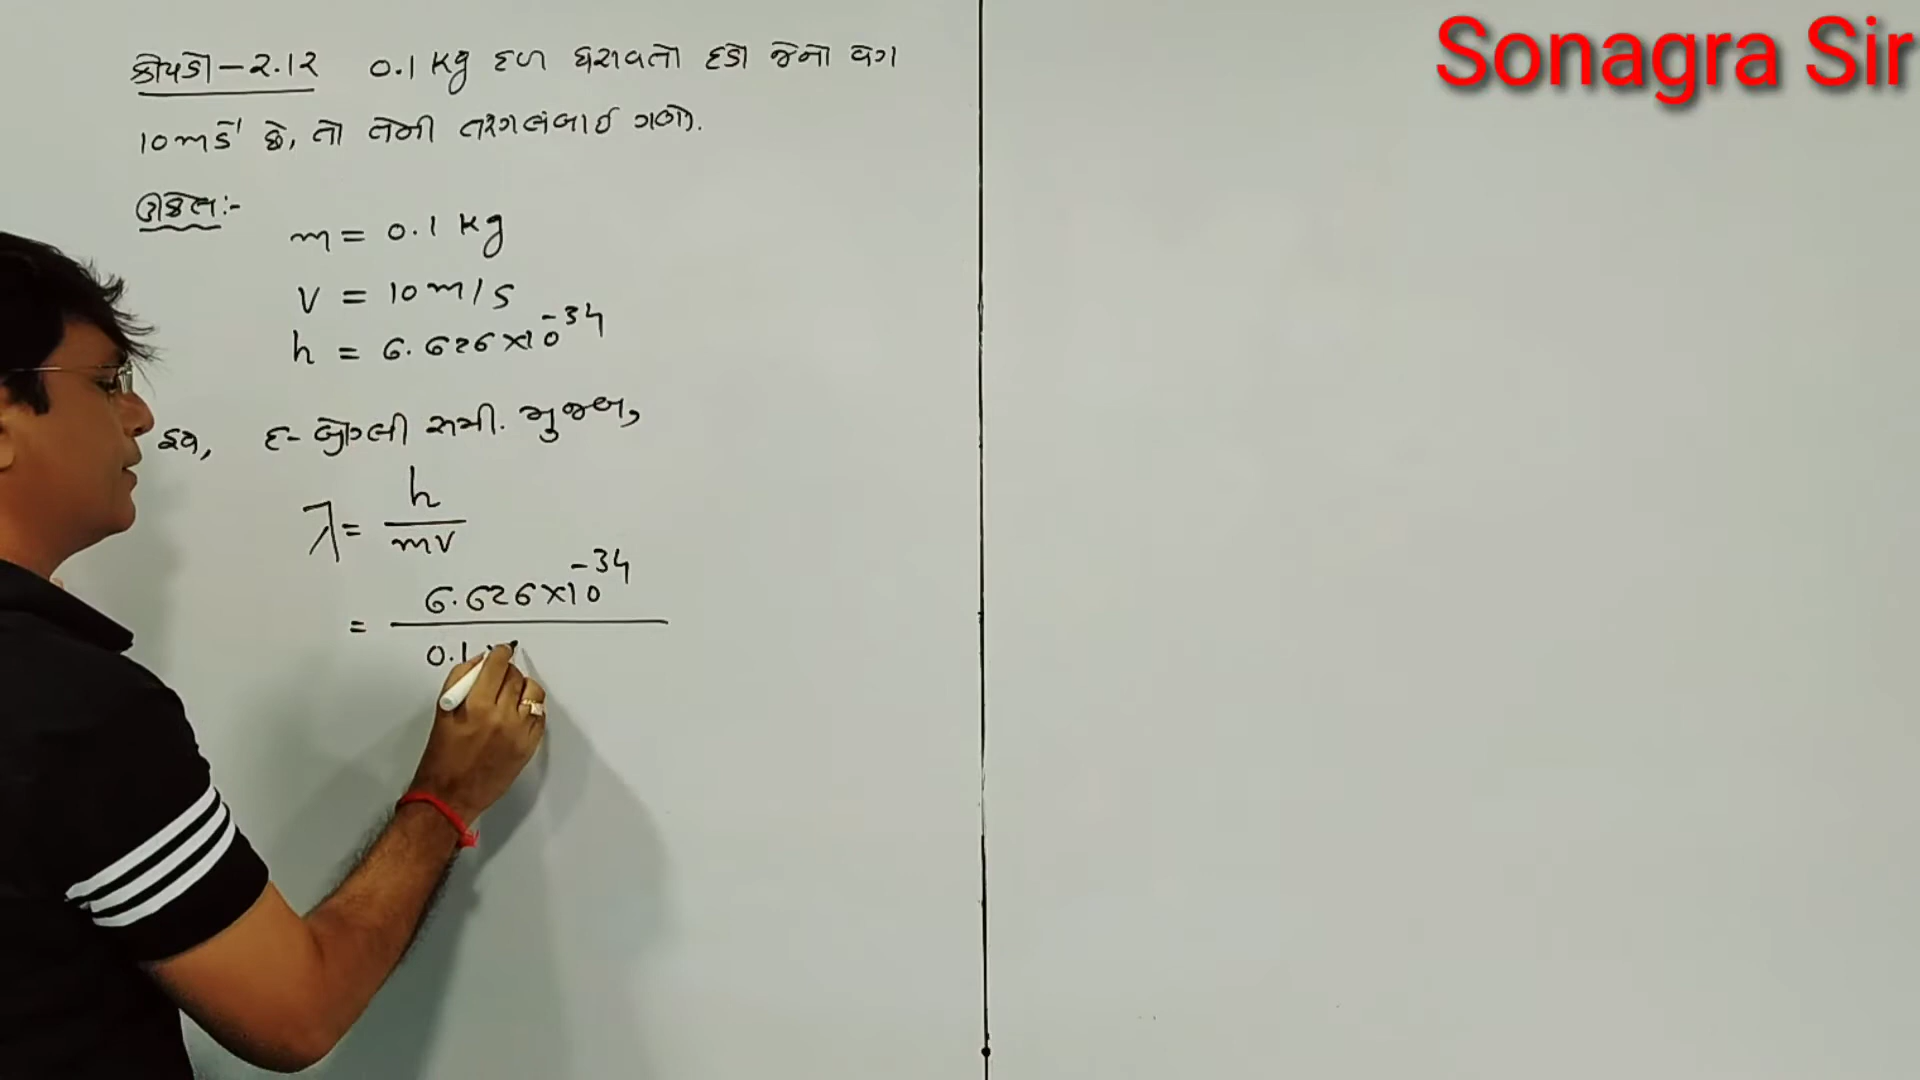 Sonagra Sir
કોયડો-૨.૧૨ 0.1 kg દળ ધરાવતો દડો જેનો વેગ
10 ms⁻¹ છે, તો તેની તરંગલંબાઈ ગણો.
ઉકેલ:-
m = 0.1 kg
v = 10 m/s
h = 6.626×10⁻³⁴
હવે, દ-બ્રોગ્લી સમી. મુજબ,
λ = h
mv
= 6.626×10⁻³⁴
0.1